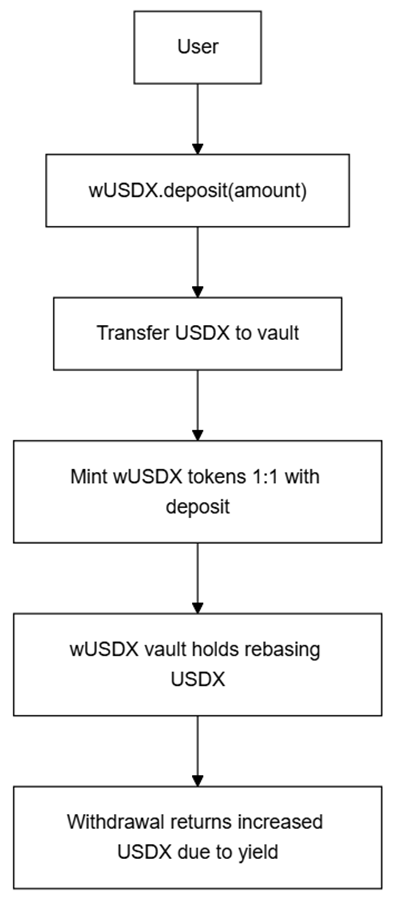 User
wUSDX.deposit(amount)
Transfer USDX to vault
Mint wUSDX tokens 1:1 with
deposit
wUSDX vault holds rebasing
USDX
Withdrawal returns increased
USDX due to yield